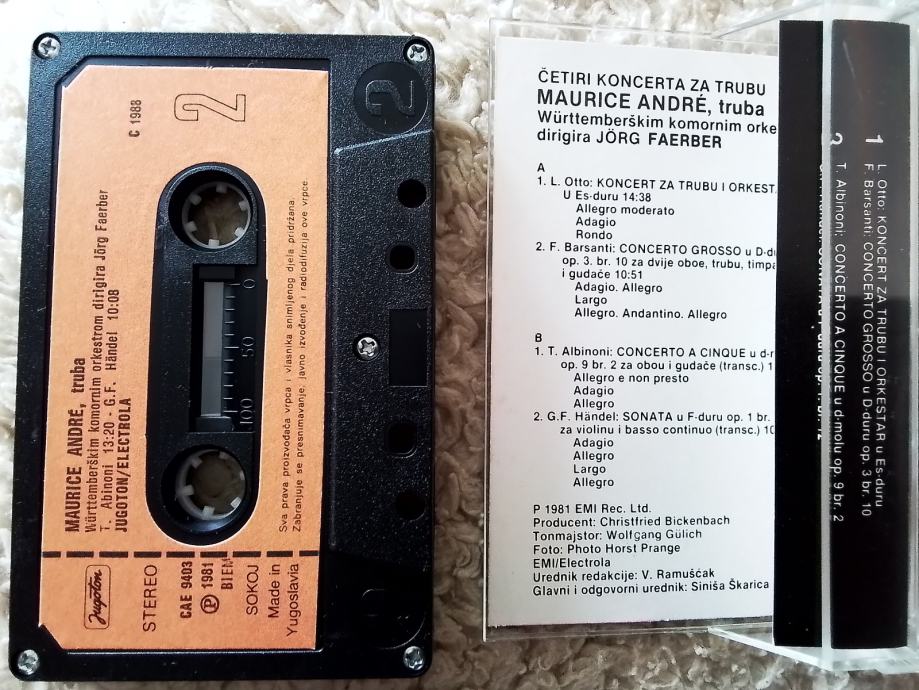 MAURICE ANDRÉ, truba
Württemberškim komornim orkestrom dirigira Jörg Faerber
T. Abinoni 13:20 - G.F. Händel 10:08
JUGOTON/ELECTROLA
C 1988
2
2
0
50
100
Sva prava proizvođača vrpce i vlasnika snimljenog djela pridržana.
Zabranjuje se presnimavanje, javno izvođenje i radiodifuzija ove vrpce
Jugoton
STEREO
CAE 9403
P 1981
BIEM
SOKOJ
Made in
Yugoslavia
ČETIRI KONCERTA ZA TRUBU
MAURICE ANDRÉ, truba
Württemberškim komornim orke
dirigira JÖRG FAERBER
A
1. L. Otto: KONCERT ZA TRUBU I ORKEST
U Es-duru 14:38
Allegro moderato
Adagio
Rondo
2. F. Barsanti: CONCERTO GROSSO u D-du
op. 3. br. 10 za dvije oboe, trubu, timpa
i gudače 10:51
Adagio. Allegro
Largo
Allegro. Andantino. Allegro
B
1. T. Albinoni: CONCERTO A CINQUE u d-m
op. 9 br. 2 za obou i gudače (transc.) 1
Allegro e non presto
Adagio
Allegro
2. G.F. Händel: SONATA u F-duru op. 1 br.
za violinu i basso continuo (transc.) 10
Adagio
Allegro
Largo
Allegro
P 1981 EMI Rec. Ltd.
Producent: Christfried Bickenbach
Tonmajstor: Wolfgang Gülich
Foto: Photo Horst Prange
EMI/Electrola
Urednik redakcije: V. Ramušćak
Glavni i odgovorni urednik: Siniša Škarica
1 L. Otto: KONCERT ZA TRUBU I ORKESTAR u Es-duru
F. Barsanti: CONCERTO GROSSO u D-duru op. 3 br. 10
2 T. Albinoni: CONCERTO A CINQUE u d-molu op. 9 br. 2